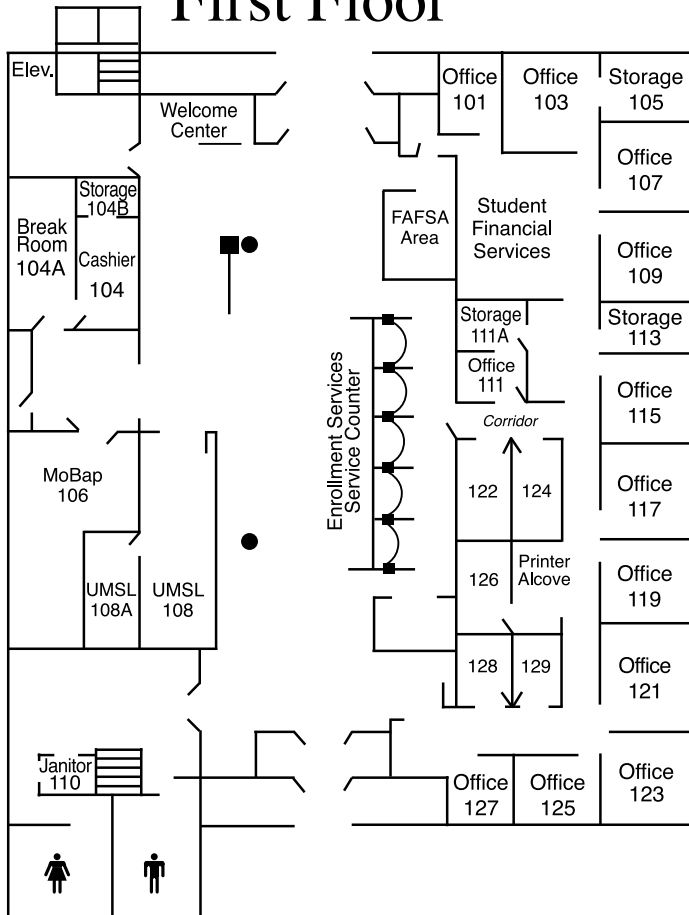 First Floor
Elev.
Welcome
Center
Office
101
Office
103
Storage
105
Office
107
Storage
104B
Break
Room
104A
Cashier
104
FAFSA
Area
Student
Financial
Services
Office
109
Storage
111A
Storage
113
Office
111
Enrollment Services
Service Counter
Corridor
Office
115
MoBap
106
122
124
Office
117
UMSL
108A
UMSL
108
126
Printer
Alcove
Office
119
128
129
Office
121
Janitor
110
Office
127
Office
125
Office
123